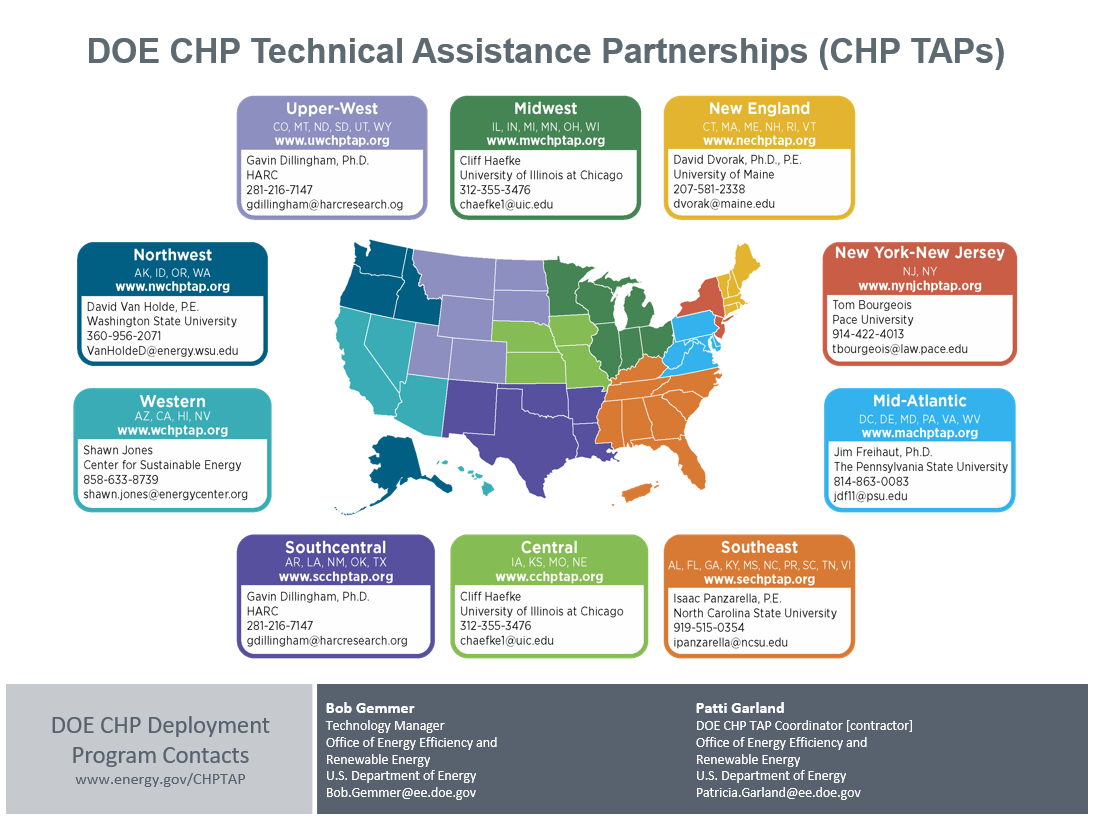 DOE CHP Technical Assistance Partnerships (CHP TAPs)
Upper-West
CO, MT, ND, SD, UT, WY
www.uwchptap.org
Gavin Dillingham, Ph.D.
HARC
281-216-7147
gdillingham@harcresearch.og
Midwest
IL, IN, MI, MN, OH, WI
www.mwchptap.org
Cliff Haefke
University of Illinois at Chicago
312-355-3476
chaefke1@uic.edu
New England
CT, MA, ME, NH, RI, VT
www.nechptap.org
David Dvorak, Ph.D., P.E.
University of Maine
207-581-2338
dvorak@maine.edu
Northwest
AK, ID, OR, WA
www.nwchptap.org
David Van Holde, P.E.
Washington State University
360-956-2071
VanHoldeD@energy.wsu.edu
New York-New Jersey
NJ, NY
www.nynjchptap.org
Tom Bourgeois
Pace University
914-422-4013
tbourgeois@law.pace.edu
Western
AZ, CA, HI, NV
www.wchptap.org
Shawn Jones
Center for Sustainable Energy
858-633-8739
shawn.jones@energycenter.org
Mid-Atlantic
DC, DE, MD, PA, VA, WV
www.machptap.org
Jim Freihaut, Ph.D.
The Pennsylvania State University
814-863-0083
jdf11@psu.edu
Southcentral
AR, LA, NM, OK, TX
www.scchptap.org
Gavin Dillingham, Ph.D.
HARC
281-216-7147
gdillingham@harcresearch.org
Central
IA, KS, MO, NE
www.cchptap.org
Cliff Haefke
University of Illinois at Chicago
312-355-3476
chaefke1@uic.edu
Southeast
AL, FL, GA, KY, MS, NC, PR, SC, TN, VI
www.sechptap.org
Isaac Panzarella, P.E.
North Carolina State University
919-515-0354
ipanzarella@ncsu.edu
DOE CHP Deployment
Program Contacts
www.energy.gov/CHPTAP
Bob Gemmer
Technology Manager
Office of Energy Efficiency and
Renewable Energy
U.S. Department of Energy
Bob.Gemmer@ee.doe.gov
Patti Garland
DOE CHP TAP Coordinator [contractor]
Office of Energy Efficiency and
Renewable Energy
U.S. Department of Energy
Patricia.Garland@ee.doe.gov